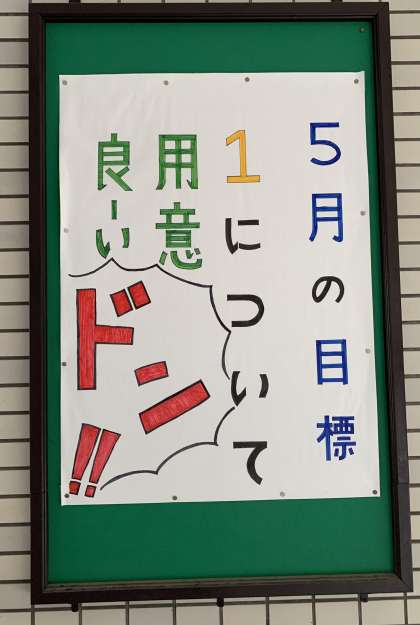 5月の目標
1について
用意
良ーい
ドン!!